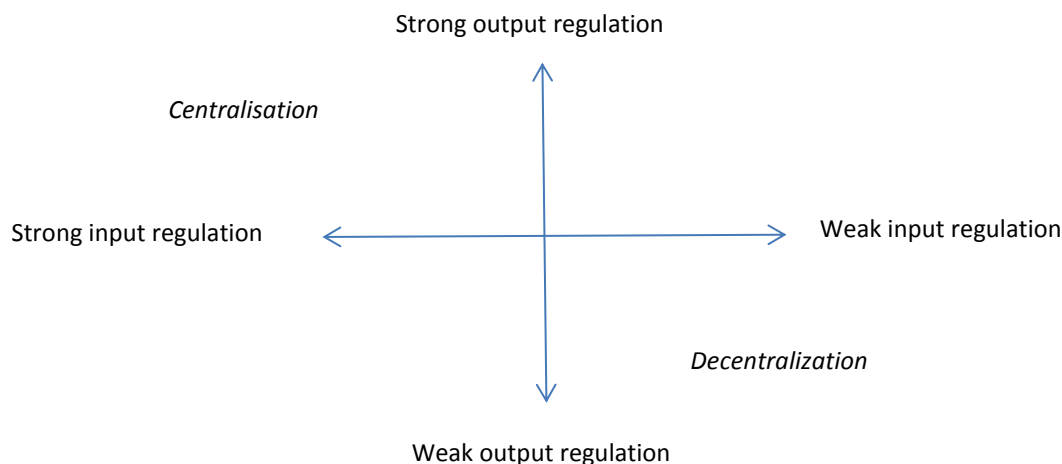 Strong output regulation
Centralisation
Strong input regulation
Weak input regulation
Decentralization
Weak output regulation